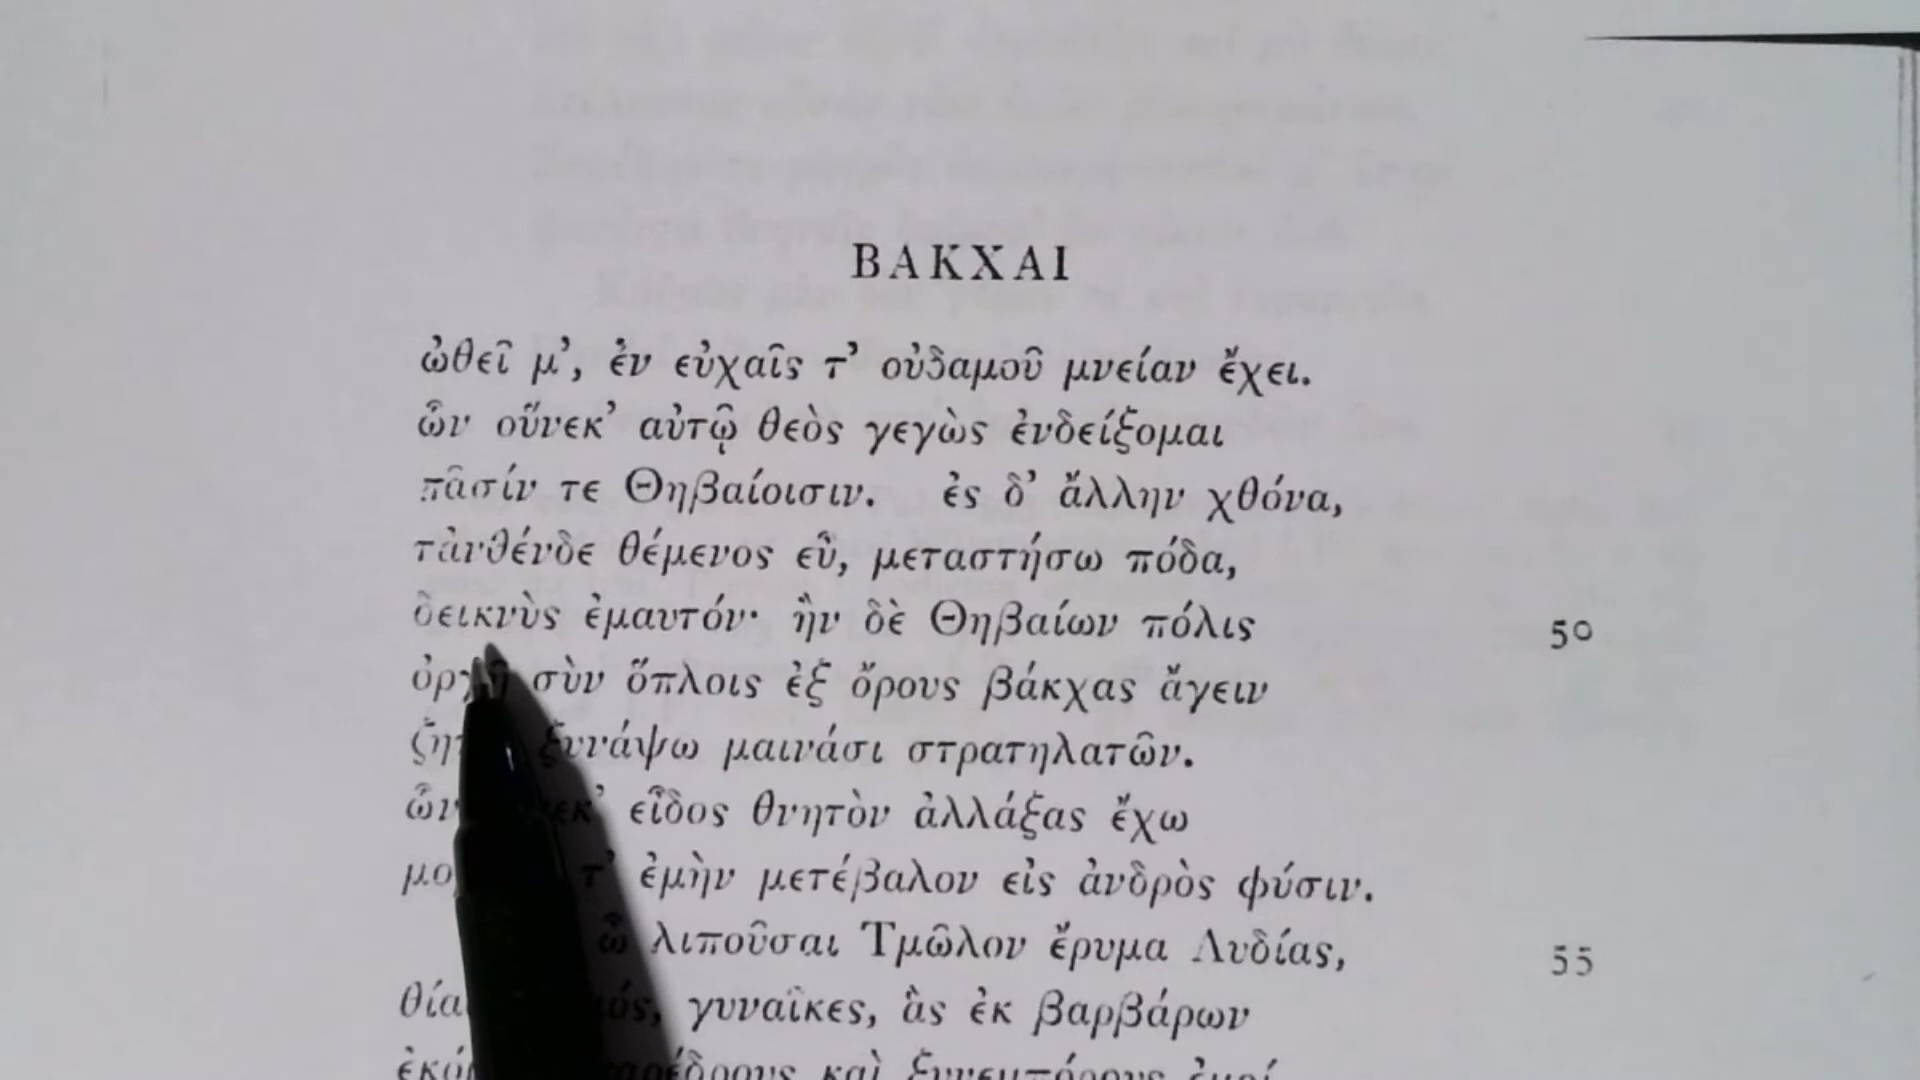 ΒΑΚΧΑΙ
ὠθεῖ μ’, ἐν εὐχαῖς τ’ οὐδαμοῦ μνείαν ἔχει.
ὧν οὕνεκ’ αὐτῷ θεὸς γεγὼς ἐνδείξομαι
πᾶσίν τε Θηβαίοισιν. ἐς δ’ ἄλλην χθόνα,
τἀνθένδε θέμενος εὖ, μεταστήσω πόδα,
δεικνὺς ἐμαυτόν· ἢν δὲ Θηβαίων πόλις 50
σὺν ὅπλοις ἐξ ὄρους βάκχας ἄγειν
ξυνάψω μαινάσι στρατηλατῶν.
εἶδος θνητὸν ἀλλάξας ἔχω
τ’ ἐμὴν μετέβαλον εἰς ἀνδρὸς φύσιν.
ὦ λιποῦσαι Τμῶλον ἔρυμα Λυδίας, 55
γυναῖκες, ἃς ἐκ βαρβάρων
καὶ ξυνεμπόρους ἐμοί